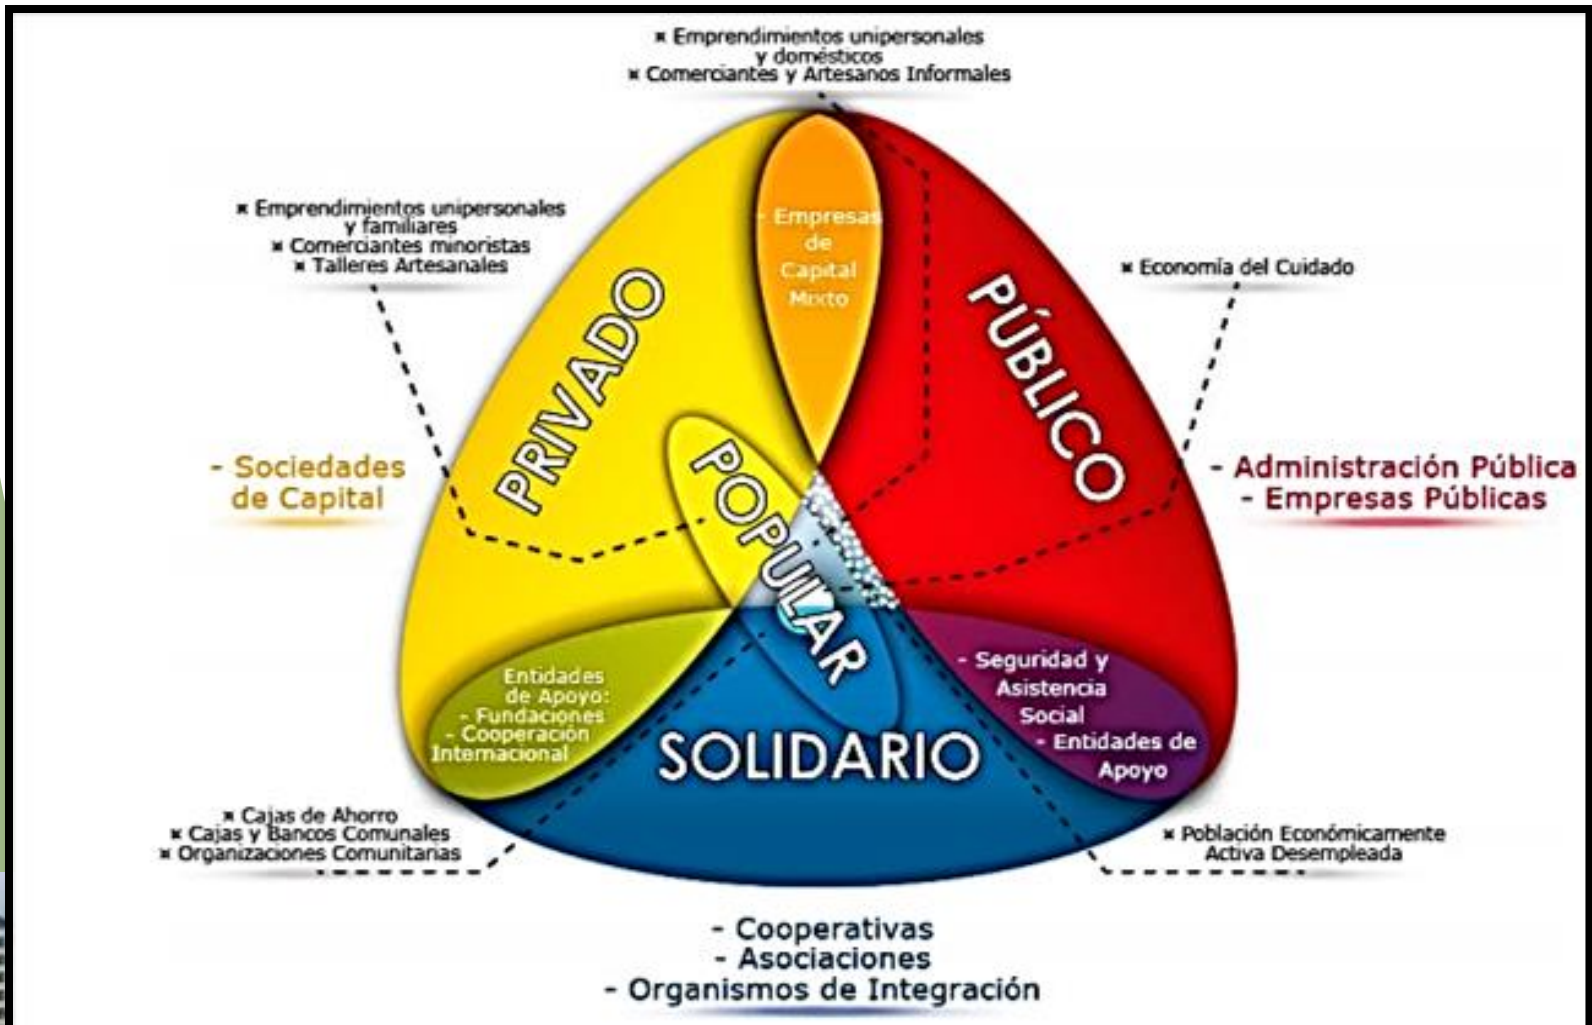 × Emprendimientos unipersonales
y domésticos
× Comerciantes y Artesanos Informales
× Emprendimientos unipersonales
y familiares
× Comerciantes minoristas
× Talleres Artesanales
- Empresas
de
Capital
Mixto
× Economía del Cuidado
PRIVADO
PÚBLICO
- Sociedades
de Capital
POPULAR
- Administración Pública
- Empresas Públicas
Entidades
de Apoyo:
- Fundaciones
- Cooperación
Internacional
- Seguridad y
Asistencia
Social
- Entidades de
Apoyo
SOLIDARIO
× Cajas de Ahorro
× Cajas y Bancos Comunales
× Organizaciones Comunitarias
× Población Económicamente
Activa Desempleada
- Cooperativas
- Asociaciones
- Organismos de Integración